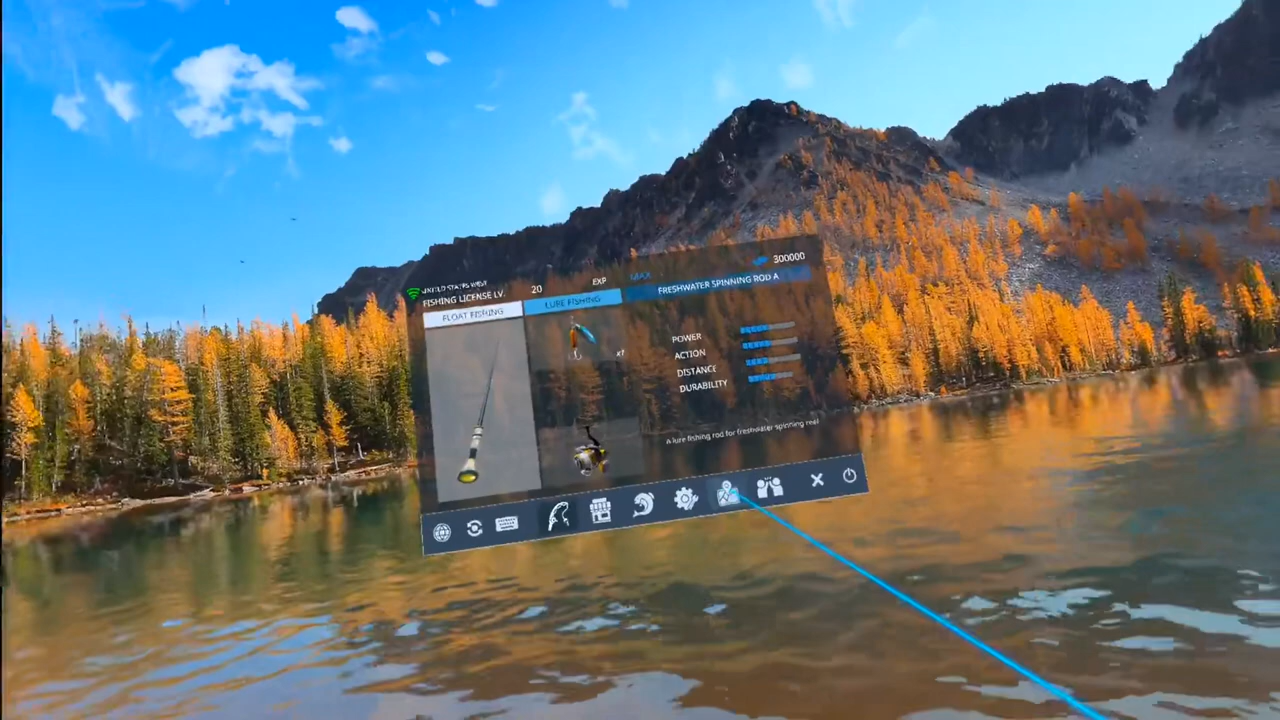 UNITED STATES WEST
FISHING LICENSE LV. 20 EXP MAX 300000
FLOAT FISHING
LURE FISHING
FRESHWATER SPINNING ROD A
x1
POWER
ACTION
DISTANCE
DURABILITY
A lure fishing rod for freshwater spinning reel